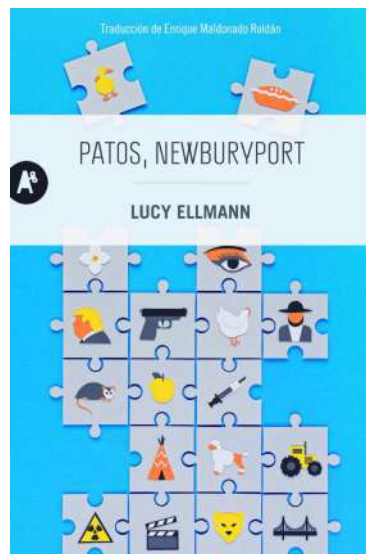 Traducción de Enrique Maldonado Roldán
PATOS, NEWBURYPORT
A&
LUCY ELLMANN